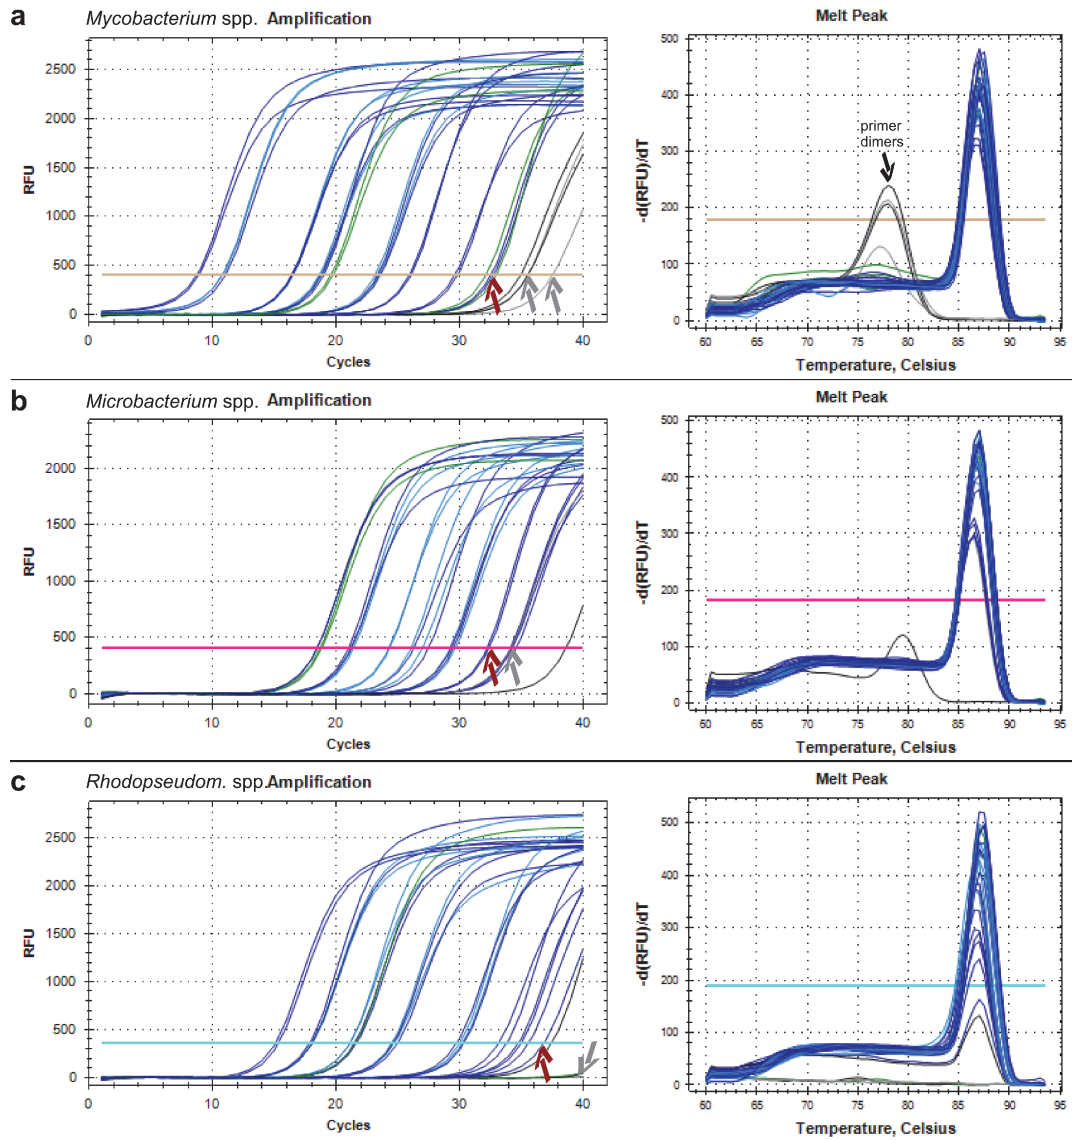 a
Mycobacterium spp. Amplification
RFU
2500
2000
1500
1000
500
0
0 10 20 30 40
Cycles
Melt Peak
-d(RFU)/dT
500
400
300
200
100
0
primer
dimers
60 65 70 75 80 85 90 95
Temperature, Celsius
b
Microbacterium spp. Amplification
RFU
2000
1500
1000
500
0
0 10 20 30 40
Cycles
Melt Peak
-d(RFU)/dT
500
400
300
200
100
0
60 65 70 75 80 85 90 95
Temperature, Celsius
c
Rhodopseudom. spp. Amplification
RFU
2500
2000
1500
1000
500
0
0 10 20 30 40
Cycles
Melt Peak
-d(RFU)/dT
500
400
300
200
100
0
60 65 70 75 80 85 90 95
Temperature, Celsius